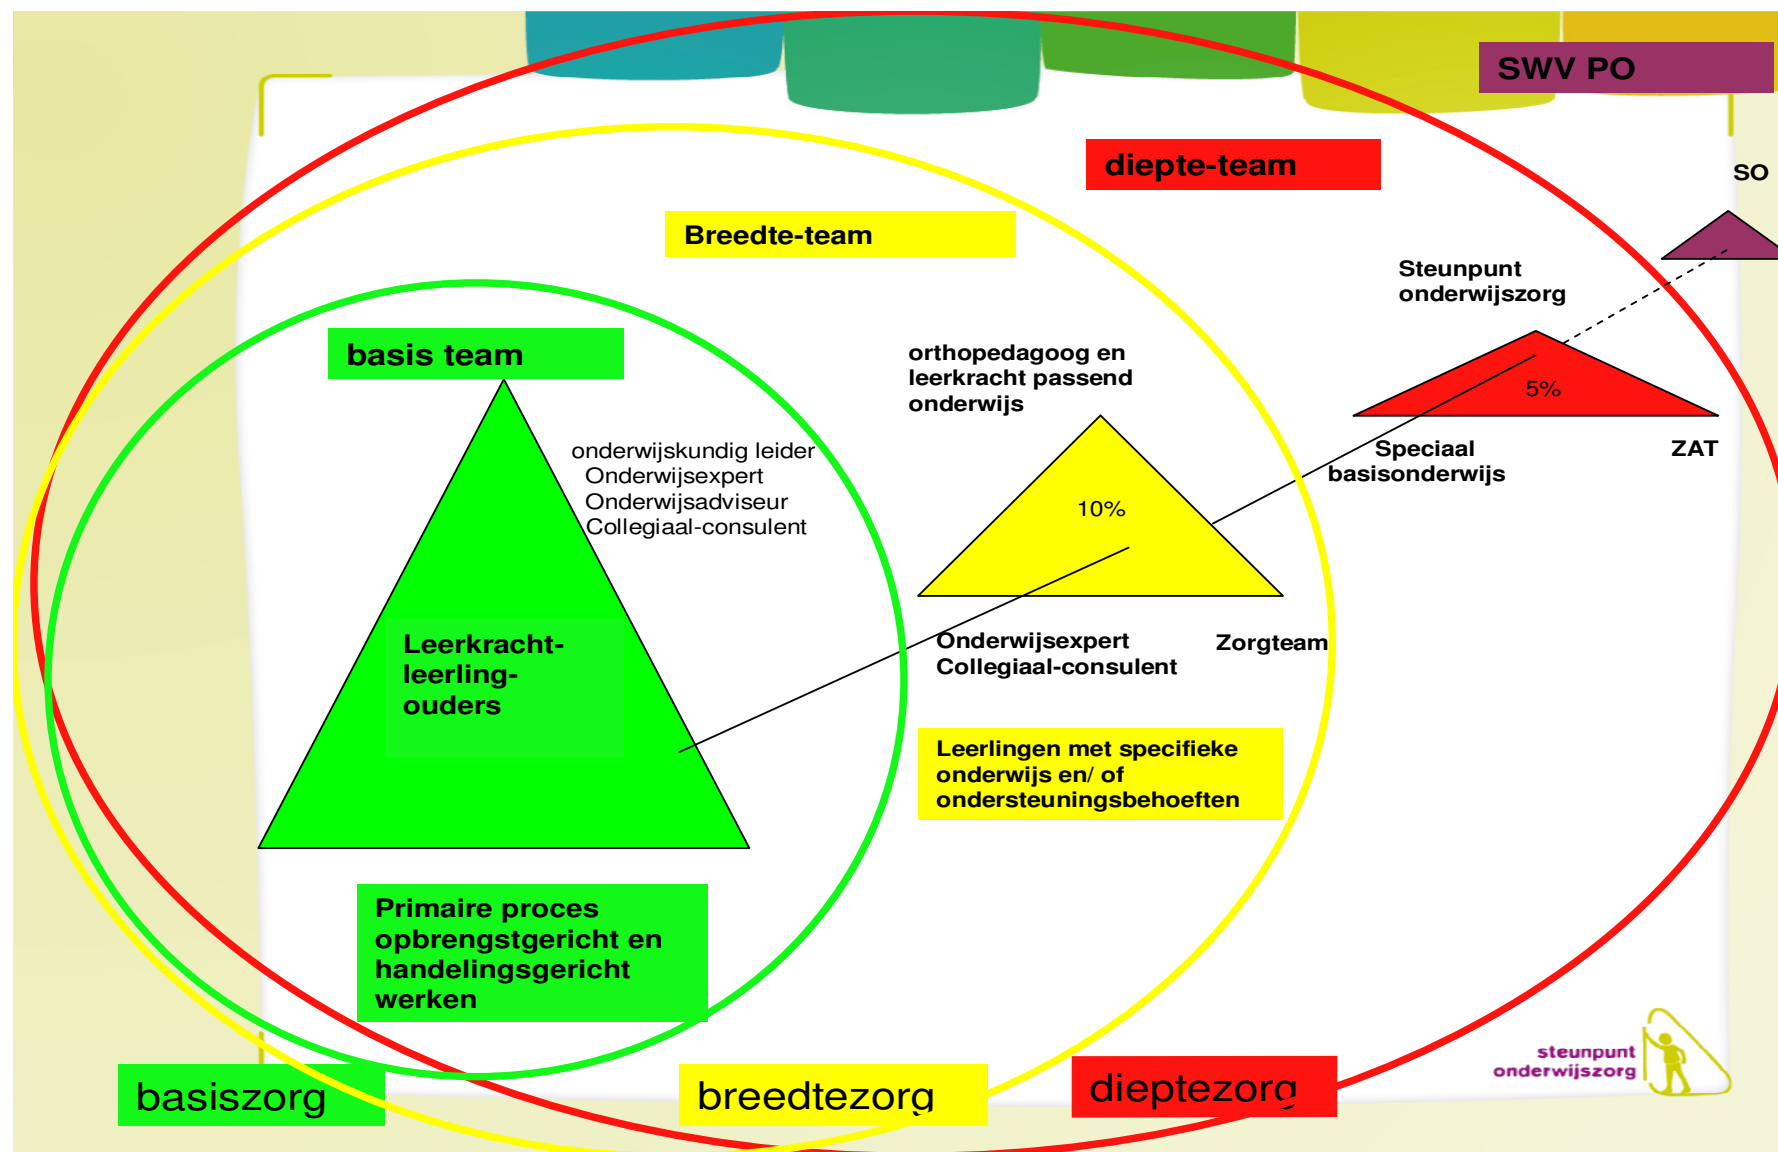 SWV PO
diepte-team
SO
Breedte-team
Steunpunt
onderwijszorg
basis team
orthopedagoog en
leerkracht passend
onderwijs
5%
onderwijskundig leider
Onderwijsexpert
Onderwijsadviseur
Collegiaal-consulent
Speciaal
basisonderwijs
ZAT
10%
Leerkracht-
leerling-
ouders
Onderwijsexpert
Collegiaal-consulent
Zorgteam
Leerlingen met specifieke
onderwijs en/ of
ondersteuningsbehoeften
Primaire proces
opbrengstgericht en
handelingsgericht
werken
steunpunt
onderwijszorg
basiszorg
breedtezorg
dieptezorg